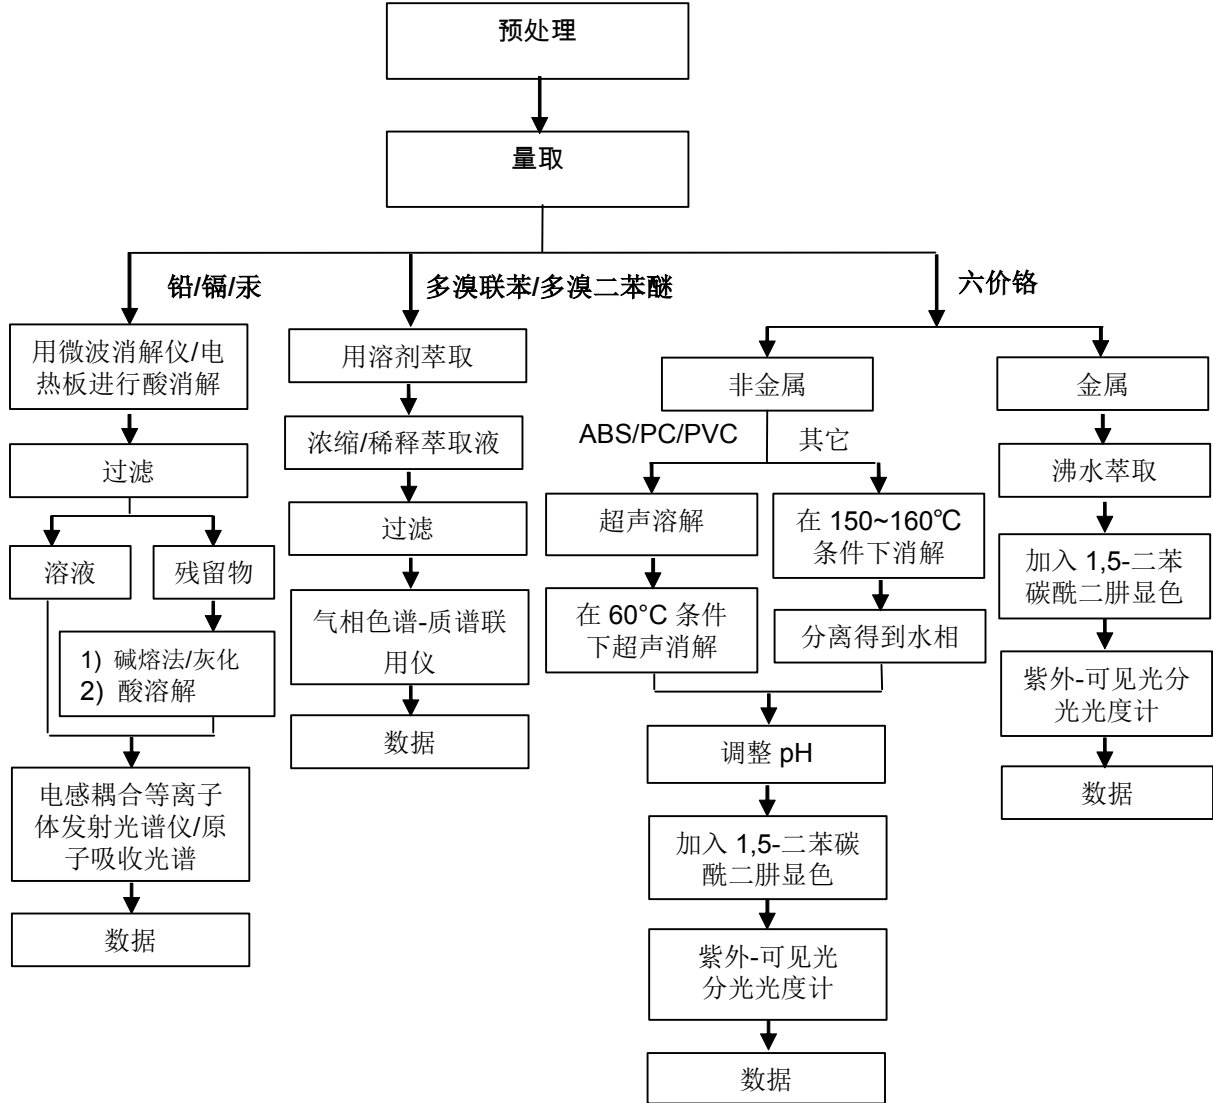 预处理
量取
铅/镉/汞
多溴联苯/多溴二苯醚
六价铬
用微波消解仪/电
热板进行酸消解
过滤
溶液
残留物
1) 碱熔法/灰化
2) 酸溶解
电感耦合等离子
体发射光谱仪/原
子吸收光谱
数据
用溶剂萃取
浓缩/稀释萃取液
过滤
气相色谱-质谱联
用仪
数据
非金属
ABS/PC/PVC
其它
超声溶解
在 60°C 条件
下超声消解
在 150~160℃
条件下消解
分离得到水相
调整 pH
加入 1,5-二苯碳
酰二肼显色
紫外-可见光
分光光度计
数据
金属
沸水萃取
加入 1,5-二苯
碳酰二肼显色
紫外-可见光分
光光度计
数据